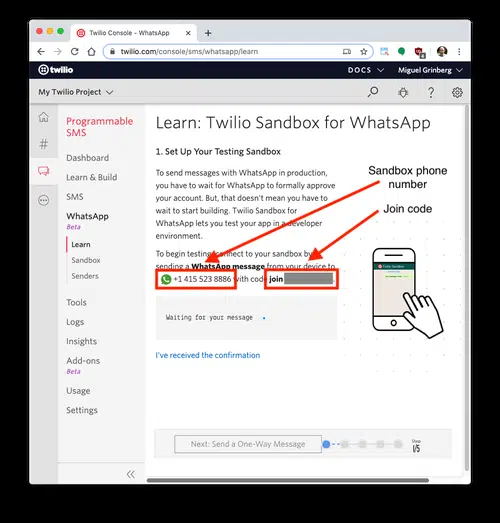 Twilio Console - WhatsApp
twilio.com/console/sms/whatsapp/learn
twilio
DOCS
Miguel Grinberg
My Twilio Project
Programmable
SMS
Dashboard
Learn & Build
SMS
WhatsApp
Beta
Learn
Sandbox
Senders
Tools
Logs
Insights
Add-ons
Beta
Usage
Settings
Learn: Twilio Sandbox for WhatsApp
1. Set Up Your Testing Sandbox
To send messages with WhatsApp in production,
you have to wait for WhatsApp to formally approve
your account. But, that doesn't mean you have to
wait to start building. Twilio Sandbox for
WhatsApp lets you test your app in a developer
environment.
To begin testing, connect to your sandbox by
sending a WhatsApp message from your device to
+1 415 523 8886 with code join
Sandbox phone
number
Join code
Waiting for your message
I've received the confirmation
Next: Send a One-Way Message
Step
1/5